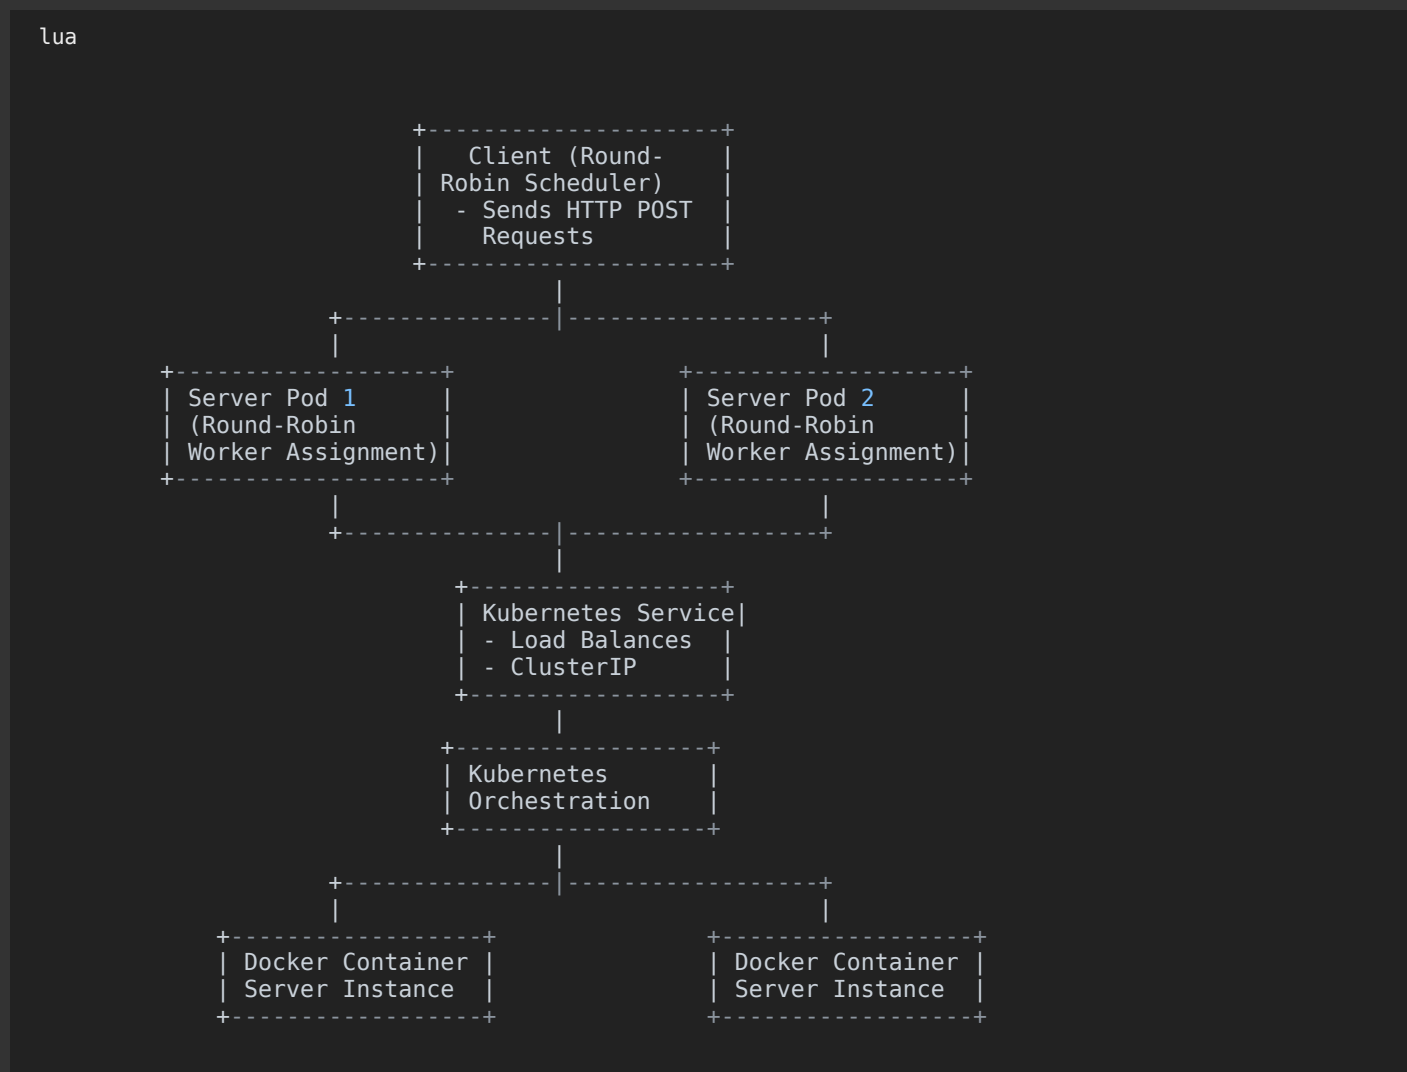 lua
+---------------------+
|   Client (Round-    |
| Robin Scheduler)    |
|  - Sends HTTP POST  |
|    Requests         |
+---------------------+
|
+---------------|------------------+
|                                  |
+-------------------+                +-------------------+
| Server Pod 1      |                | Server Pod 2      |
| (Round-Robin      |                | (Round-Robin      |
| Worker Assignment)|                | Worker Assignment)|
+-------------------+                +-------------------+
|                                  |
+---------------|------------------+
|
+------------------+
| Kubernetes Service|
| - Load Balances  |
| - ClusterIP      |
+------------------+
|
+------------------+
| Kubernetes       |
| Orchestration    |
+------------------+
|
+---------------|------------------+
|                                  |
+------------------+               +------------------+
| Docker Container |               | Docker Container |
| Server Instance  |               | Server Instance  |
+------------------+               +------------------+